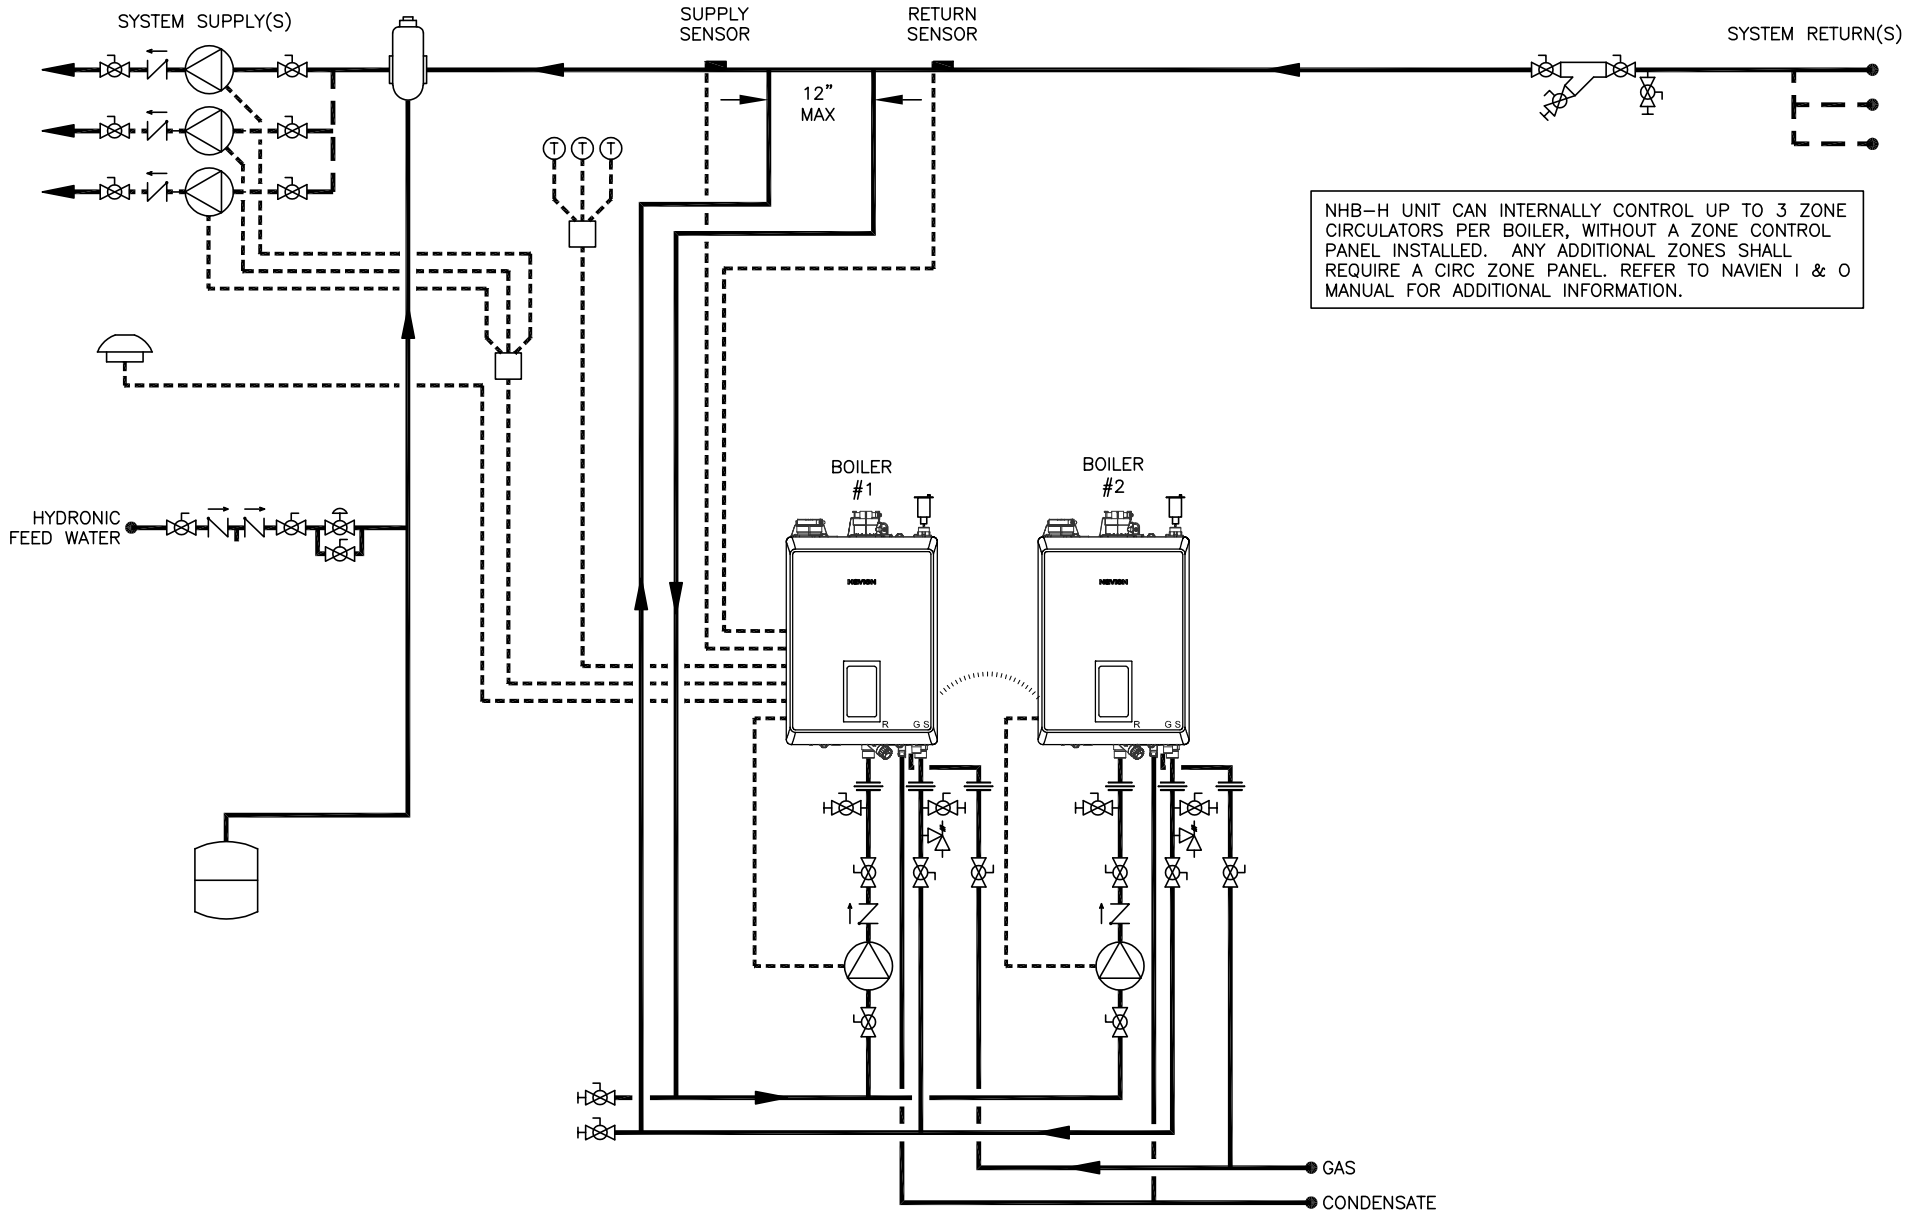 SYSTEM SUPPLY(S)
SUPPLY
SENSOR
RETURN
SENSOR
SYSTEM RETURN(S)
12”
MAX
T T T
NHB-H UNIT CAN INTERNALLY CONTROL UP TO 3 ZONE
CIRCULATORS PER BOILER, WITHOUT A ZONE CONTROL
PANEL INSTALLED. ANY ADDITIONAL ZONES SHALL
REQUIRE A CIRC ZONE PANEL. REFER TO NAVIEN I & O
MANUAL FOR ADDITIONAL INFORMATION.
BOILER
#1
BOILER
#2
HYDRONIC
FEED WATER
NAVIEN
NAVIEN
R G S
R G S
GAS
CONDENSATE